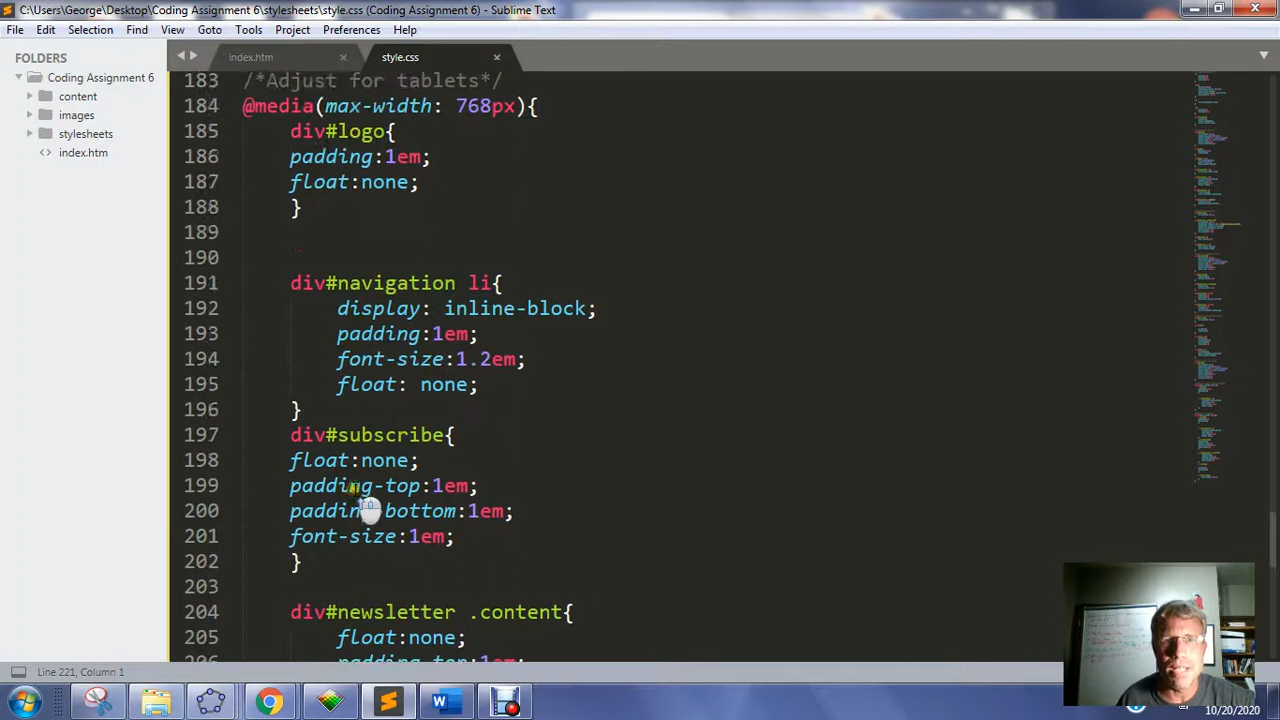 C:\Users\George\Desktop\Coding Assignment 6\stylesheets\style.css (Coding Assignment 6) - Sublime Text
File Edit Selection Find View Goto Tools Project Preferences Help
FOLDERS
Coding Assignment 6
content
images
stylesheets
index.htm
index.htm
style.css
183 /*Adjust for tablets*/
184 @media(max-width: 768px){
185 div#logo{
186 padding:1em;
187 float:none;
188 }
189
190
191 div#navigation li{
192 display: inline-block;
193 padding:1em;
194 font-size:1.2em;
195 float: none;
196 }
197 div#subscribe{
198 float:none;
199 padding-top:1em;
200 padding-bottom:1em;
201 font-size:1em;
202 }
203
204 div#newsletter .content{
205 float:none;
206 padding-top:1em;
Line 221, Column 1
10/20/2020